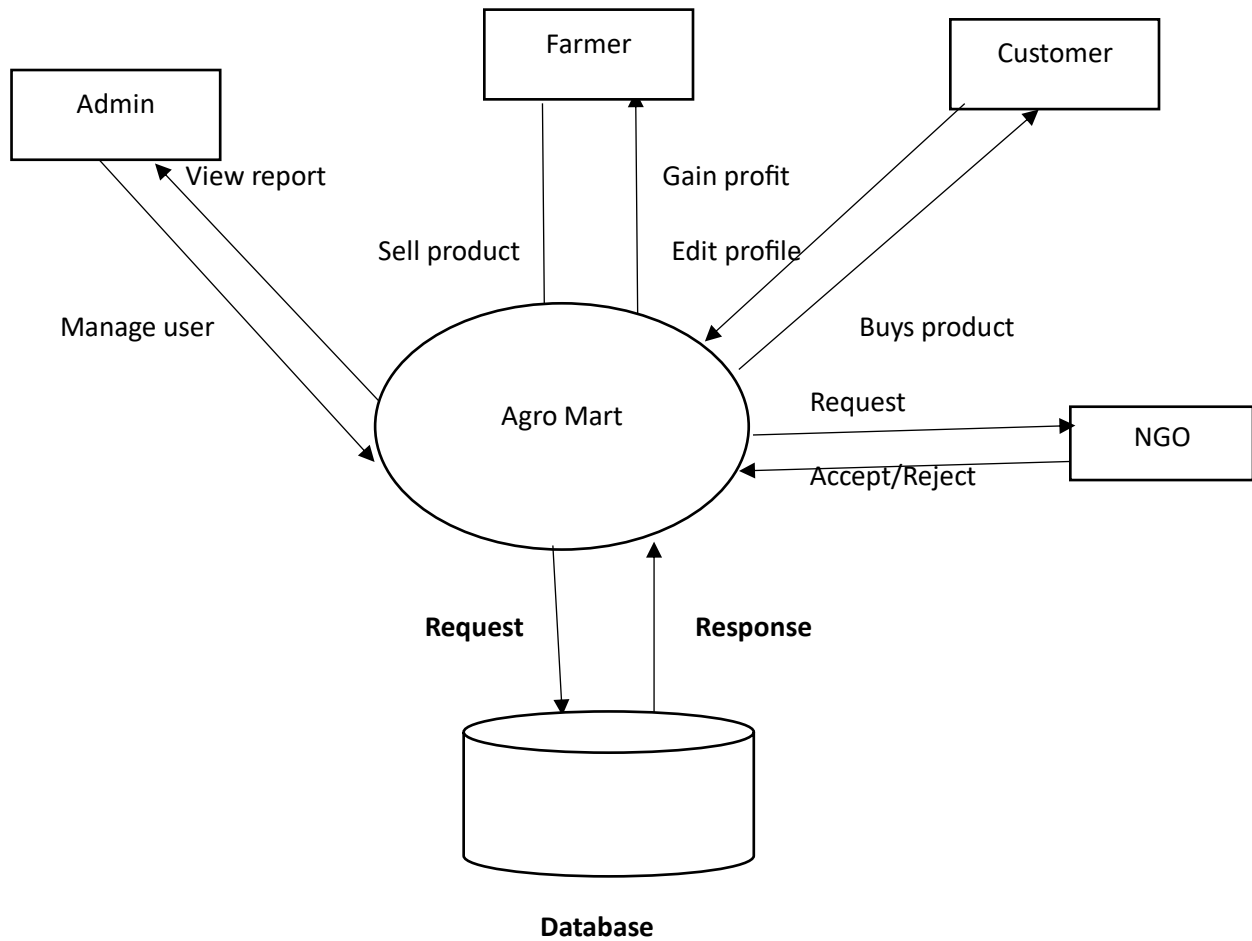 Farmer
Customer
Admin
View report
Gain profit
Sell product
Edit profile
Manage user
Buys product
Agro Mart
Request
NGO
Accept/Reject
Request
Response
Database